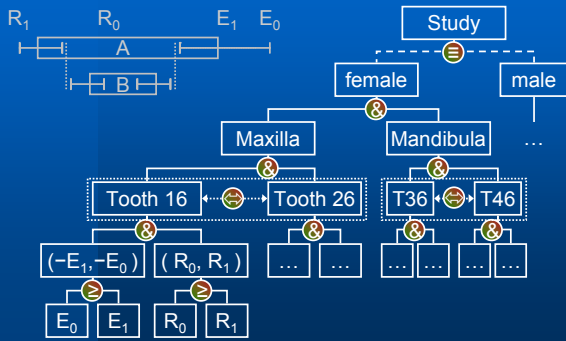 R₁ R₀ E₁ E₀
A
B
Study
≡
female male
&
Maxilla Mandibula ...
& &
Tooth 16 ⇔ Tooth 26 T36 ⇔ T46
& & & &
(−E₁,−E₀) (R₀, R₁) ... ... ... ... ... ...
≥ ≥
E₀ E₁ R₀ R₁